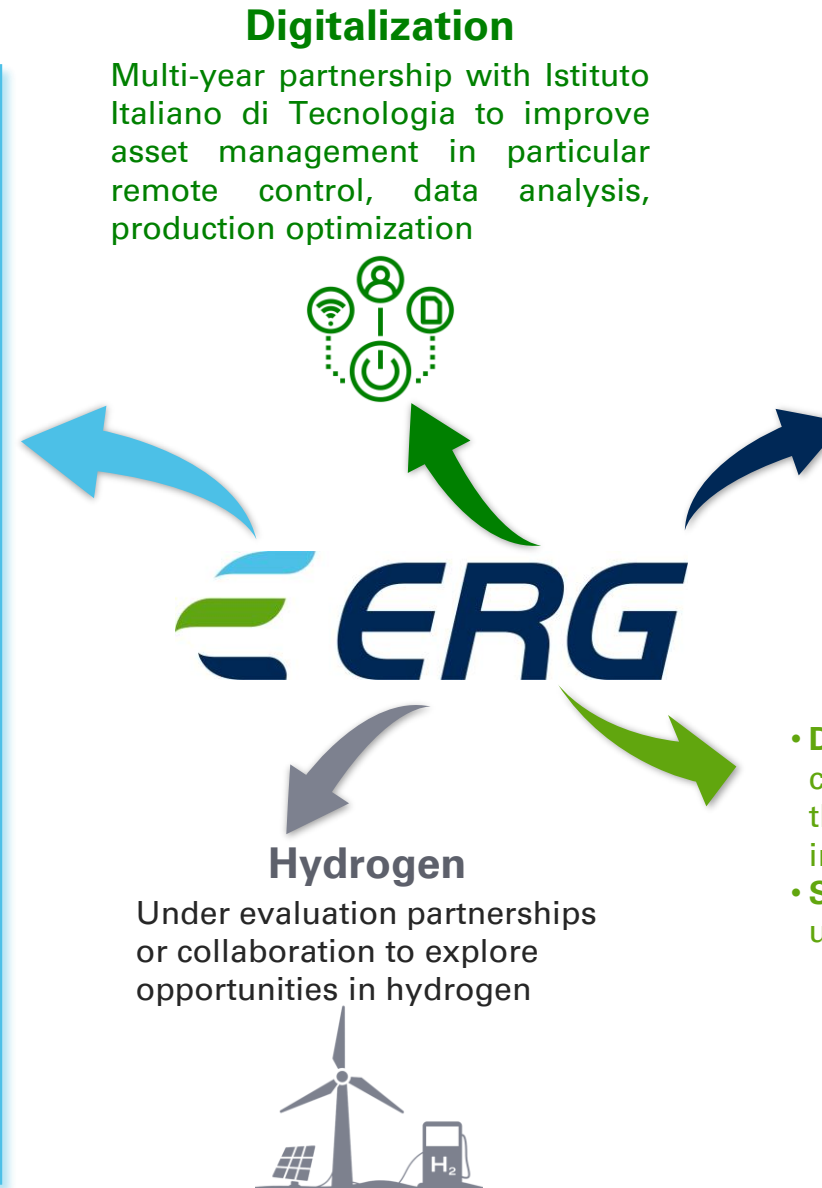 Digitalization
Multi-year partnership with Istituto
Italiano di Tecnologia to improve
asset management in particular
remote control, data analysis,
production optimization
ERG
Hydrogen
Under evaluation partnerships
or collaboration to explore
opportunities in hydrogen
H₂